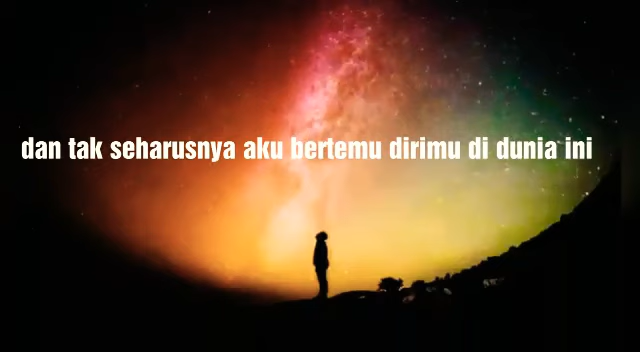 dan tak seharusnya aku bertemu dirimu di dunia ini